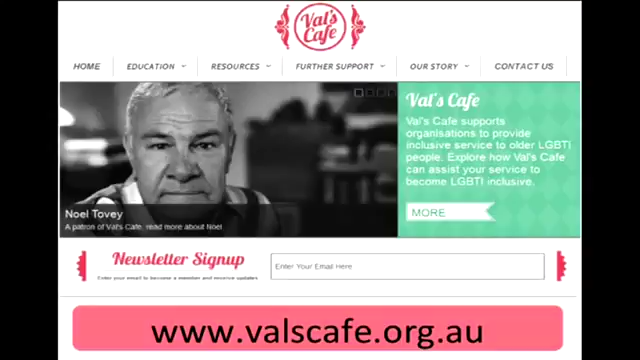 Val's
Cafe
HOME EDUCATION RESOURCES FURTHER SUPPORT OUR STORY CONTACT US
Val's Cafe
Val's Cafe supports
organisations to provide
inclusive service to older LGBTI
people. Explore how Val's Cafe
can assist your service to
become LGBTI inclusive.
MORE
Noel Tovey
A patron of Val's Cafe, read more about Noel
Newsletter Signup
Enter your email to become a member and receive updates
Enter Your Email Here
www.valscafe.org.au